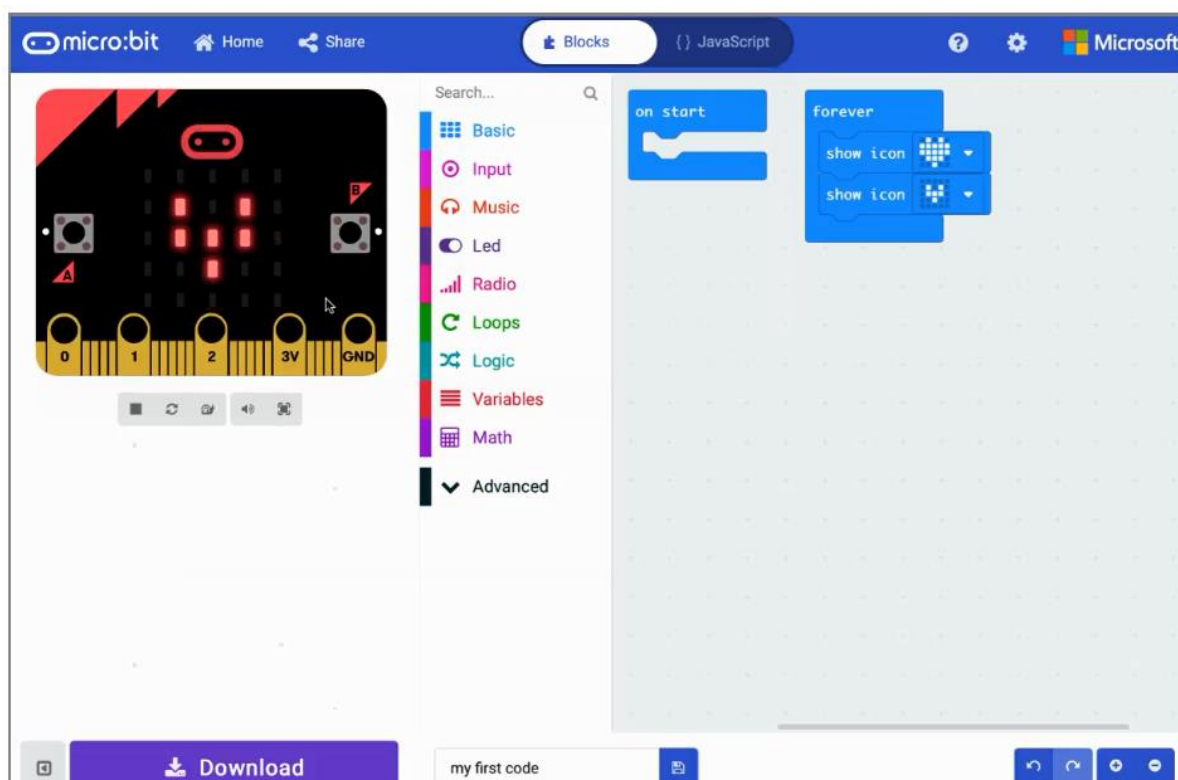 micro:bit Home Share Blocks {} JavaScript ? Microsoft
B
A
0 1 2 3V GND
Search...
Basic
Input
Music
Led
Radio
Loops
Logic
Variables
Math
Advanced
on start
forever
show icon
show icon
Download
my first code